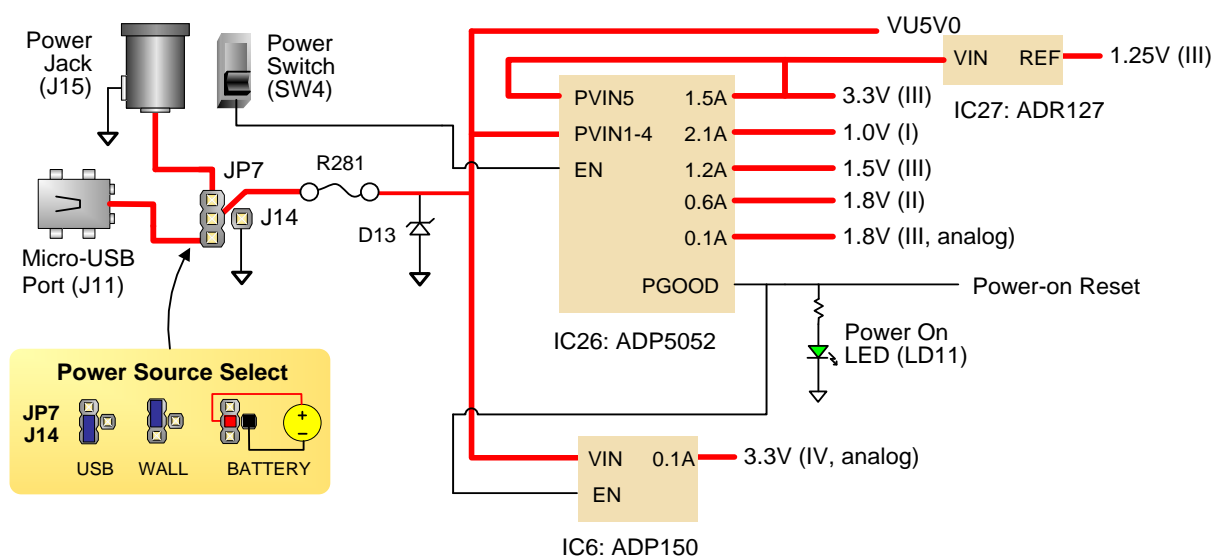 VU5V0
Power
Jack
(J15)
Power
Switch
(SW4)
VIN REF
1.25V (III)
IC27: ADR127
PVIN5 1.5A
3.3V (III)
PVIN1-4 2.1A
1.0V (I)
EN 1.2A
1.5V (III)
0.6A
1.8V (II)
0.1A
1.8V (III, analog)
PGOOD
Power-on Reset
IC26: ADP5052
JP7
R281
J14
D13
Micro-USB
Port (J11)
Power On
LED (LD11)
Power Source Select
JP7
J14
USB WALL BATTERY
+
-
VIN 0.1A
3.3V (IV, analog)
EN
IC6: ADP150